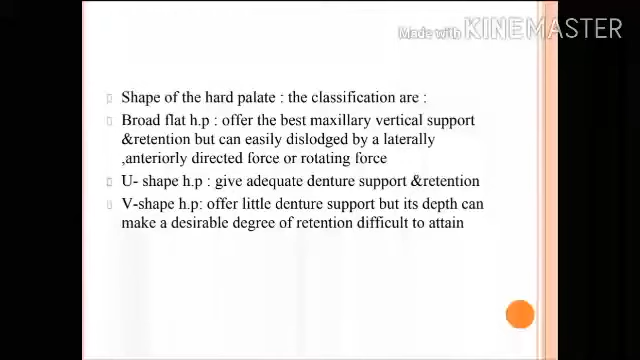 Made with KINEMASTER
Shape of the hard palate : the classification are :
Broad flat h.p : offer the best maxillary vertical support
&retention but can easily dislodged by a laterally
,anteriorly directed force or rotating force
U- shape h.p : give adequate denture support &retention
V-shape h.p: offer little denture support but its depth can
make a desirable degree of retention difficult to attain